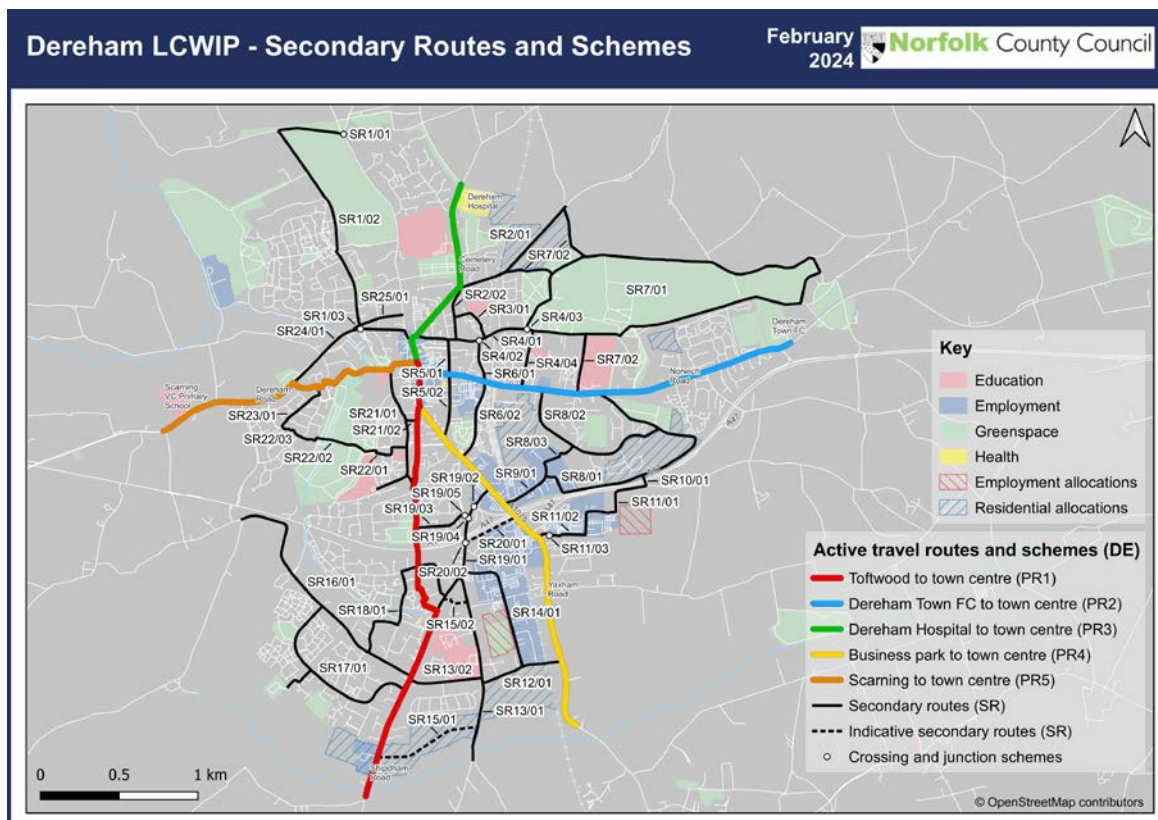 Dereham LCWIP - Secondary Routes and Schemes
February
2024
Norfolk County Council
SR1/01
Dereham
Hospital
SR1/02
SR2/01
SR7/02
Cemetery
Road
SR7/01
SR2/02
SR25/01
SR3/01
SR1/03
SR4/03
Dereham
Town FC
SR24/01
SR4/01
SR4/02
SR4/04
SR7/02
SR5/01
SR6/01
Norwich
Road
Scarning
VC Primary
School
Dereham
Road
SR5/02
SR23/01
SR21/01
SR6/02
SR8/02
A47
SR21/02
SR22/03
SR22/02
SR8/03
SR22/01
SR19/02
SR9/01
SR8/01
SR10/01
SR19/05
SR11/01
SR19/03
A47
SR11/02
SR19/04
SR20/01
SR11/03
SR19/01
SR20/02
SR16/01
Yaxham
Road
SR18/01
SR14/01
SR15/02
SR17/01
SR13/02
SR12/01
SR15/01
SR13/01
Shipdham
Road
Key
Education
Employment
Greenspace
Health
Employment allocations
Residential allocations
Active travel routes and schemes (DE)
Toftwood to town centre (PR1)
Dereham Town FC to town centre (PR2)
Dereham Hospital to town centre (PR3)
Business park to town centre (PR4)
Scarning to town centre (PR5)
Secondary routes (SR)
Indicative secondary routes (SR)
Crossing and junction schemes
0 0.5 1 km
© OpenStreetMap contributors